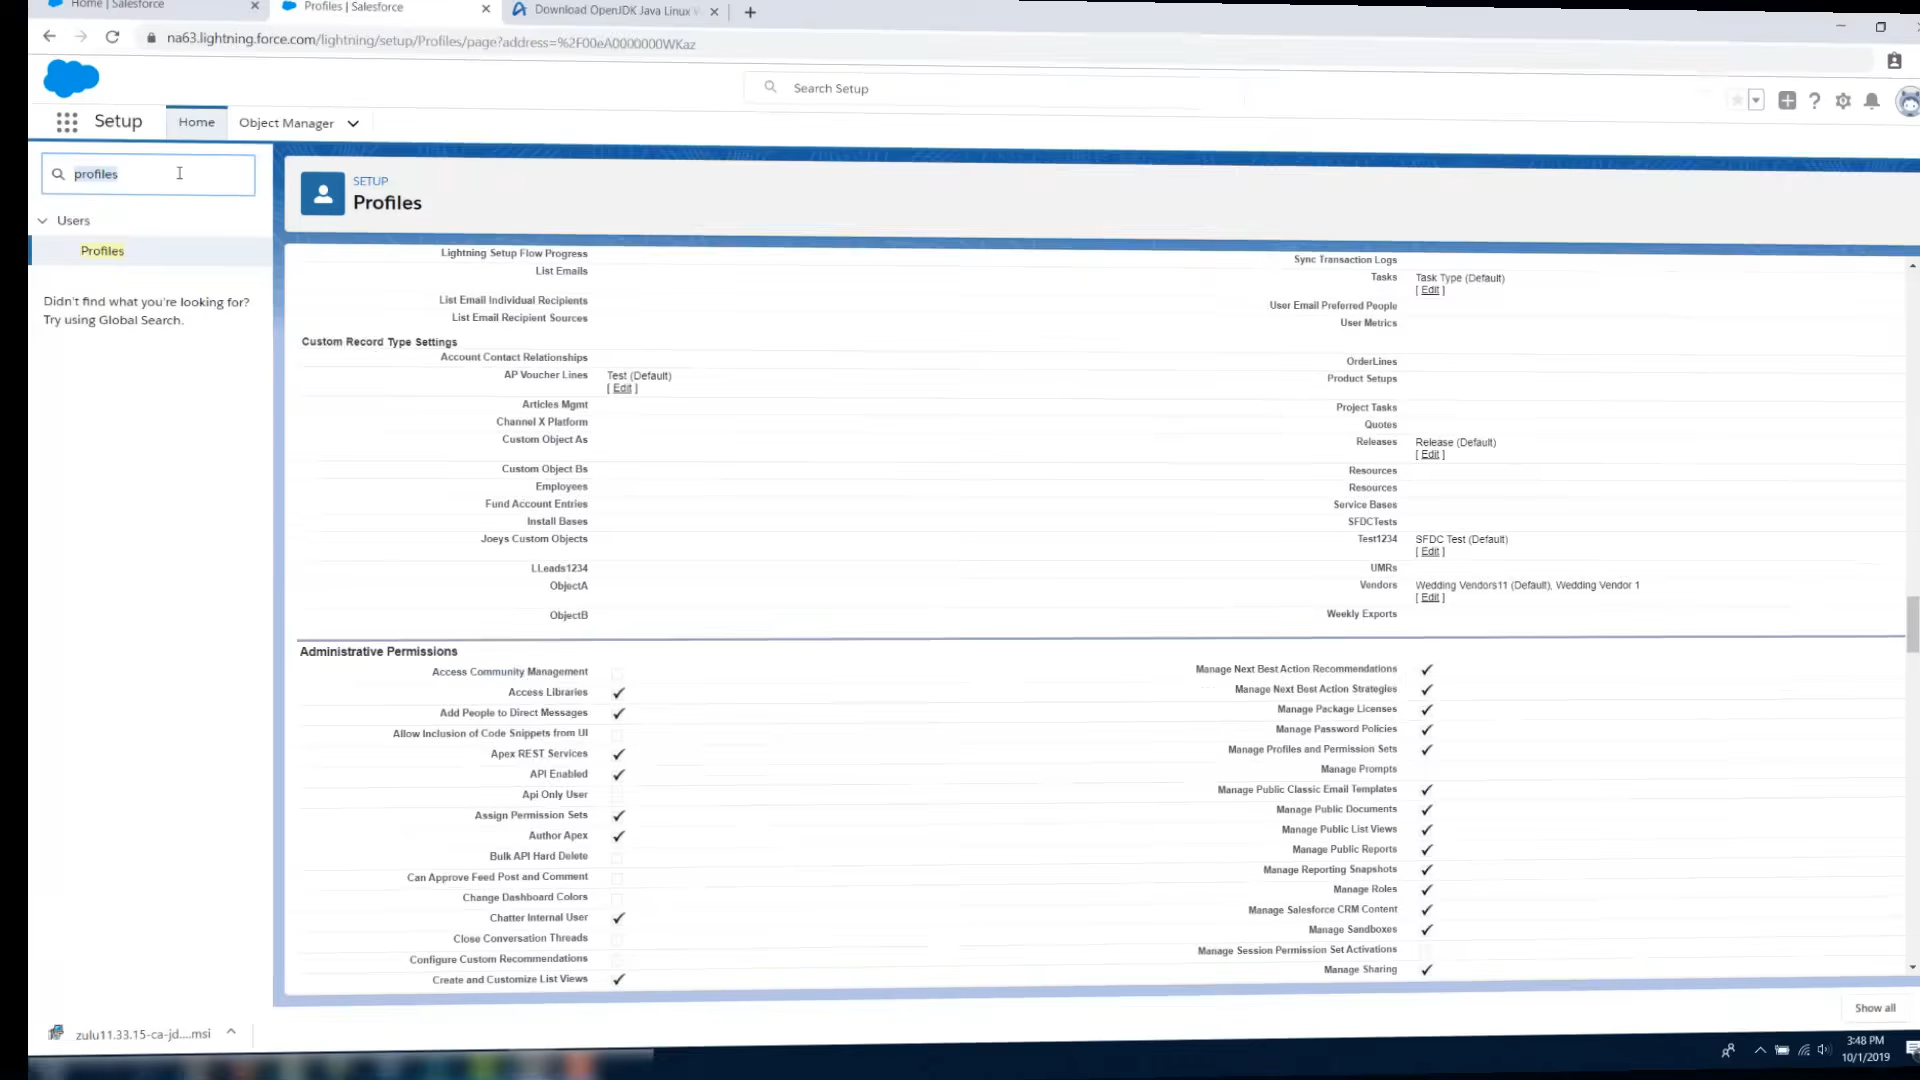 Home | Salesforce
Profiles | Salesforce
Download OpenJDK Java Linux
na63.lightning.force.com/lightning/setup/Profiles/page?address=%2F00eA0000000WKaz
Search Setup
Setup
Home
Object Manager
profiles
Users
Profiles
Didn't find what you're looking for?
Try using Global Search.
SETUP
Profiles
Lightning Setup Flow Progress
List Emails
List Email Individual Recipients
List Email Recipient Sources
Sync Transaction Logs
Tasks Task Type (Default)
[ Edit ]
User Email Preferred People
User Metrics
Custom Record Type Settings
Account Contact Relationships
AP Voucher Lines Test (Default)
[ Edit ]
Articles Mgmt
Channel X Platform
Custom Object As
Custom Object Bs
Employees
Fund Account Entries
Install Bases
Joeys Custom Objects
LLeads1234
ObjectA
ObjectB
OrderLines
Product Setups
Project Tasks
Quotes
Releases Release (Default)
[ Edit ]
Resources
Resources
Service Bases
SFDCTests
Test1234 SFDC Test (Default)
[ Edit ]
UMRs
Vendors Wedding Vendors11 (Default), Wedding Vendor 1
[ Edit ]
Weekly Exports
Administrative Permissions
Access Community Management
Access Libraries ✓
Add People to Direct Messages ✓
Allow Inclusion of Code Snippets from UI
Apex REST Services ✓
API Enabled ✓
Api Only User
Assign Permission Sets ✓
Author Apex ✓
Bulk API Hard Delete
Can Approve Feed Post and Comment
Change Dashboard Colors
Chatter Internal User ✓
Close Conversation Threads
Configure Custom Recommendations
Create and Customize List Views ✓
Manage Next Best Action Recommendations ✓
Manage Next Best Action Strategies ✓
Manage Package Licenses ✓
Manage Password Policies ✓
Manage Profiles and Permission Sets ✓
Manage Prompts
Manage Public Classic Email Templates ✓
Manage Public Documents ✓
Manage Public List Views ✓
Manage Public Reports ✓
Manage Reporting Snapshots ✓
Manage Roles ✓
Manage Salesforce CRM Content ✓
Manage Sandboxes ✓
Manage Session Permission Set Activations
Manage Sharing ✓
zulu11.33.15-ca-jd....msi
Show all
3:48 PM
10/1/2019